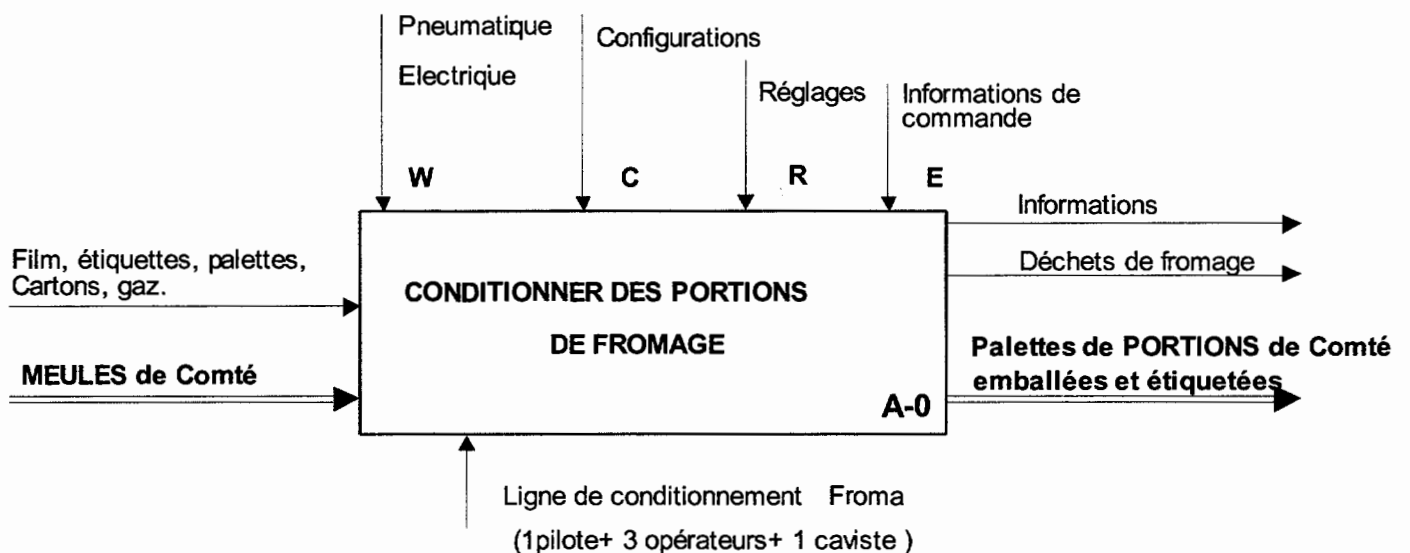 Pneumatique
Electrique
Configurations
Réglages
Informations de
commande
W
C
R
E
Informations
Déchets de fromage
Film, étiquettes, palettes,
Cartons, gaz.
MEULES de Comté
CONDITIONNER DES PORTIONS
DE FROMAGE
A-0
Palettes de PORTIONS de Comté
emballées et étiquetées
Ligne de conditionnement Froma
(1pilote+ 3 opérateurs+ 1 caviste )